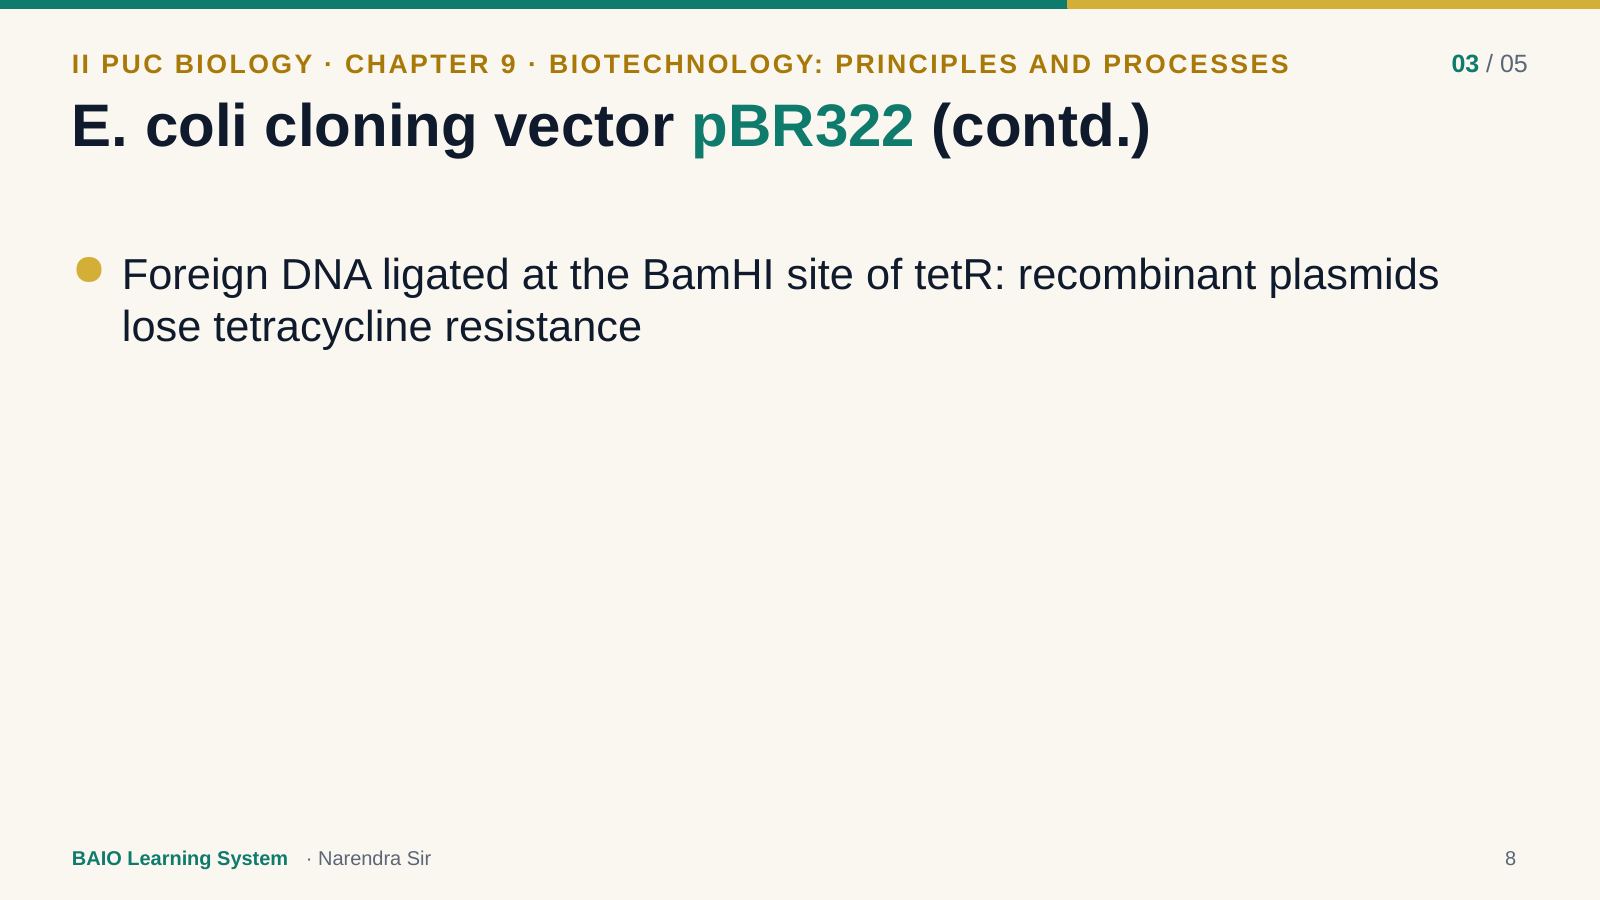 II PUC BIOLOGY · CHAPTER 9 · BIOTECHNOLOGY: PRINCIPLES AND PROCESSES
03 / 05
E. coli cloning vector pBR322 (contd.)
Foreign DNA ligated at the BamHI site of tetR: recombinant plasmids
lose tetracycline resistance
BAIO Learning System · Narendra Sir
8